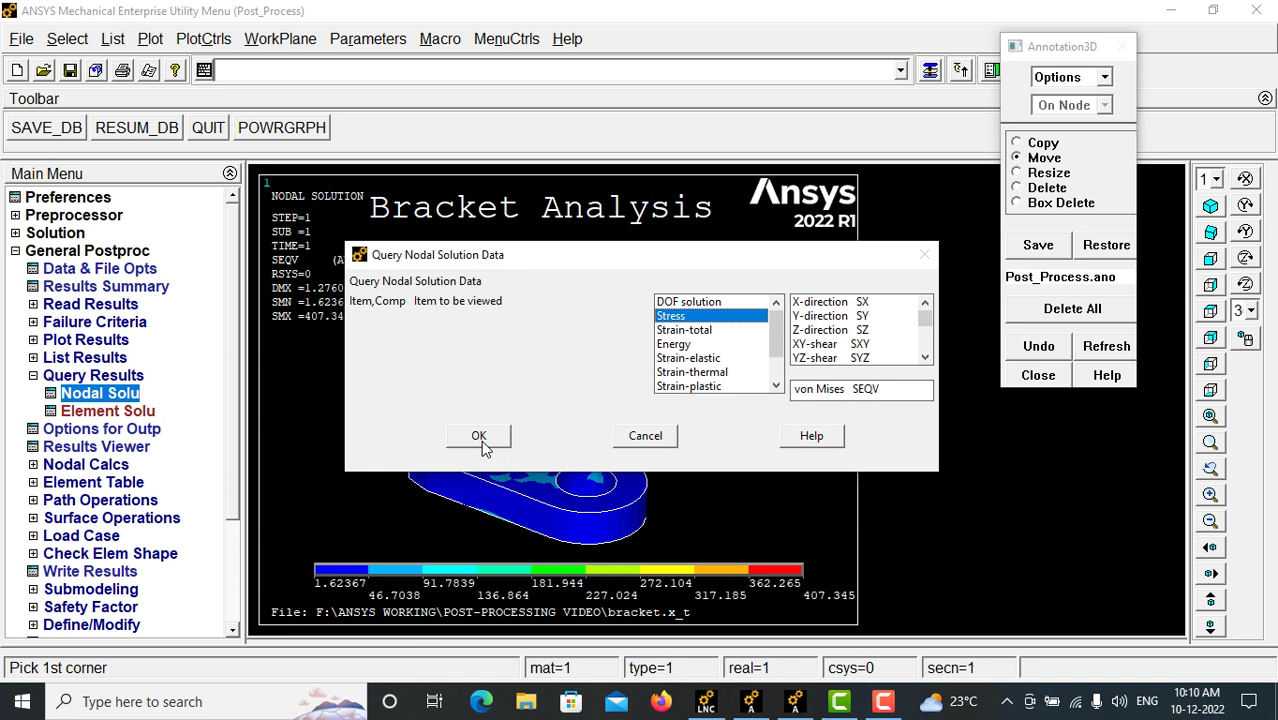 ANSYS Mechanical Enterprise Utility Menu (Post_Process)
File Select List Plot PlotCtrls WorkPlane Parameters Macro MenuCtrls Help
Toolbar
SAVE_DB RESUM_DB QUIT POWRGRPH
Main Menu
Preferences
Preprocessor
Solution
General Postproc
Data & File Opts
Results Summary
Read Results
Failure Criteria
Plot Results
List Results
Query Results
Nodal Solu
Element Solu
Options for Outp
Results Viewer
Nodal Calcs
Element Table
Path Operations
Surface Operations
Load Case
Check Elem Shape
Write Results
Submodeling
Safety Factor
Define/Modify
1
NODAL SOLUTION
STEP=1
SUB =1
TIME=1
SEQV (A
RSYS=0
DMX =1.2760
SMN =1.6236
SMX =407.34
Bracket Analysis
Ansys
2022 R1
Query Nodal Solution Data
Query Nodal Solution Data
Item,Comp Item to be viewed
DOF solution
Stress
Strain-total
Energy
Strain-elastic
Strain-thermal
Strain-plastic
X-direction SX
Y-direction SY
Z-direction SZ
XY-shear SXY
YZ-shear SYZ
von Mises SEQV
OK Cancel Help
1.62367 91.7839 181.944 272.104 362.265
46.7038 136.864 227.024 317.185 407.345
File: F:\ANSYS WORKING\POST-PROCESSING VIDEO\bracket.x_t
Annotation3D
Options
On Node
Copy
Move
Resize
Delete
Box Delete
Save Restore
Post_Process.ano
Delete All
Undo Refresh
Close Help
1
3
Pick 1st corner mat=1 type=1 real=1 csys=0 secn=1
Type here to search
LNC
A
A
23°C
ENG
10:10 AM
10-12-2022